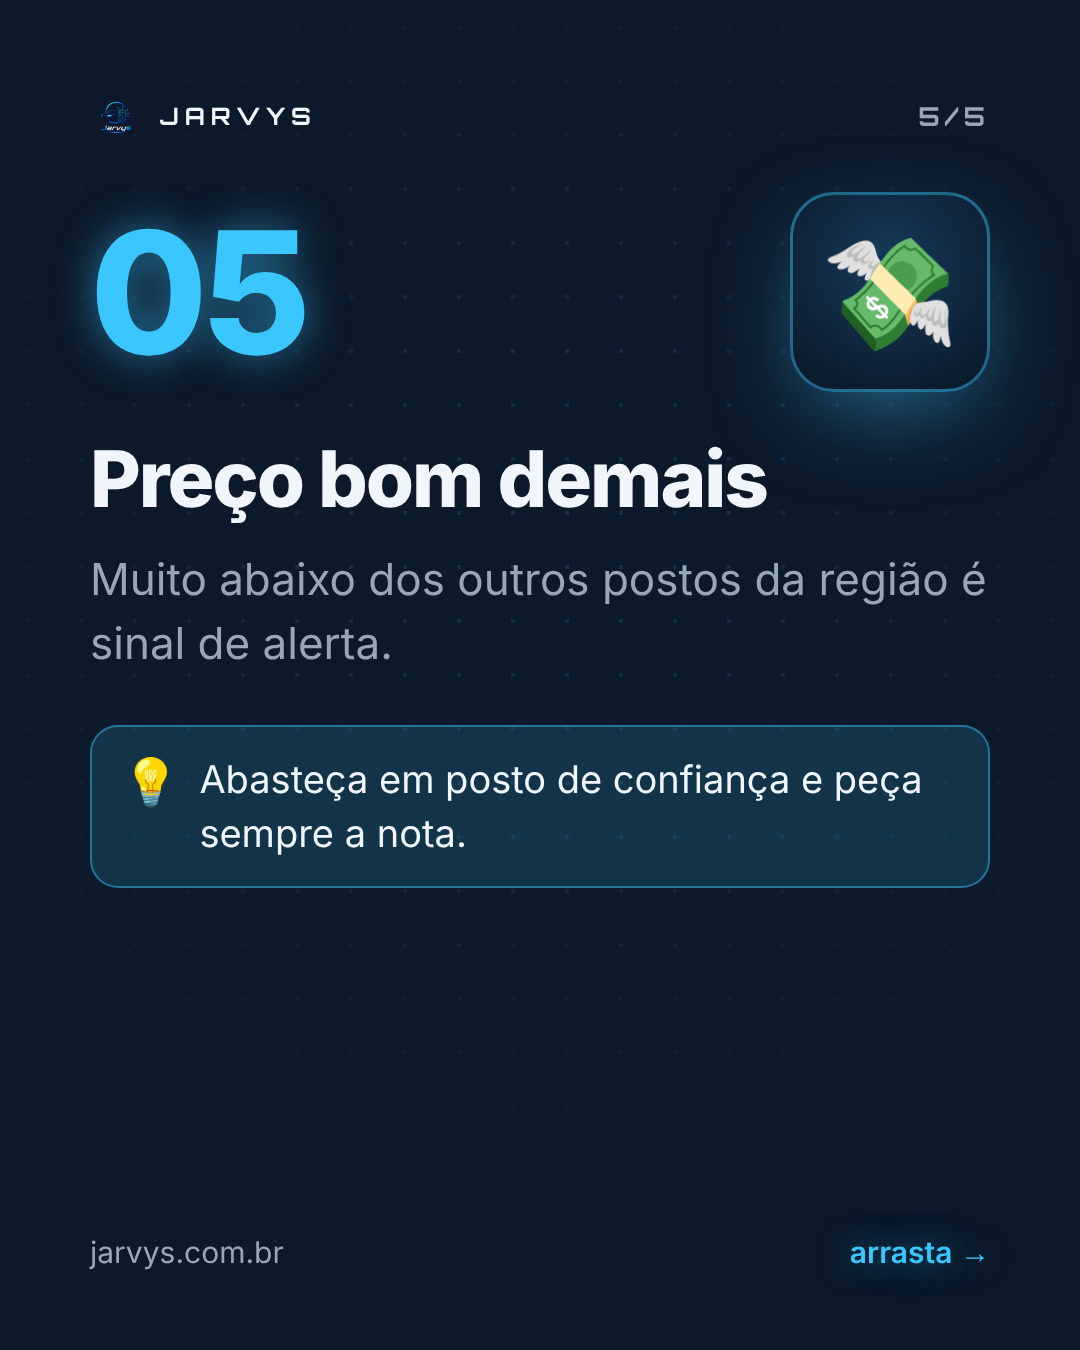 Jarvys
JARVYS
5/5
05
Preço bom demais
Muito abaixo dos outros postos da região é
sinal de alerta.
Abasteça em posto de confiança e peça
sempre a nota.
jarvys.com.br
arrasta →